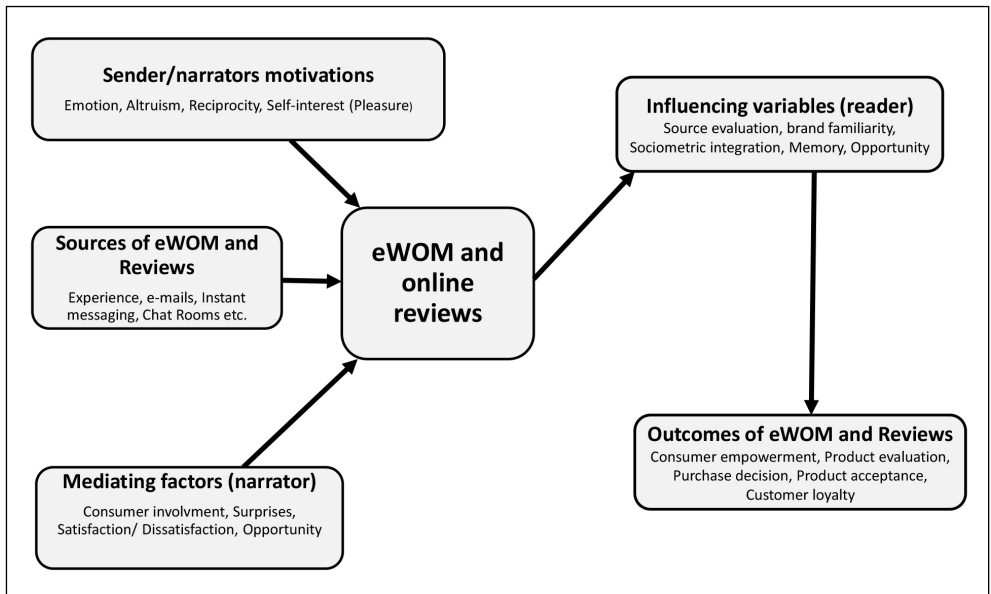 Sender/narrators motivations
Emotion, Altruism, Reciprocity, Self-interest (Pleasure)
Sources of eWOM and
Reviews
Experience, e-mails, Instant
messaging, Chat Rooms etc.
Mediating factors (narrator)
Consumer involvment, Surprises,
Satisfaction/ Dissatisfaction, Opportunity
eWOM and
online
reviews
Influencing variables (reader)
Source evaluation, brand familiarity,
Sociometric integration, Memory, Opportunity
Outcomes of eWOM and Reviews
Consumer empowerment, Product evaluation,
Purchase decision, Product acceptance,
Customer loyalty